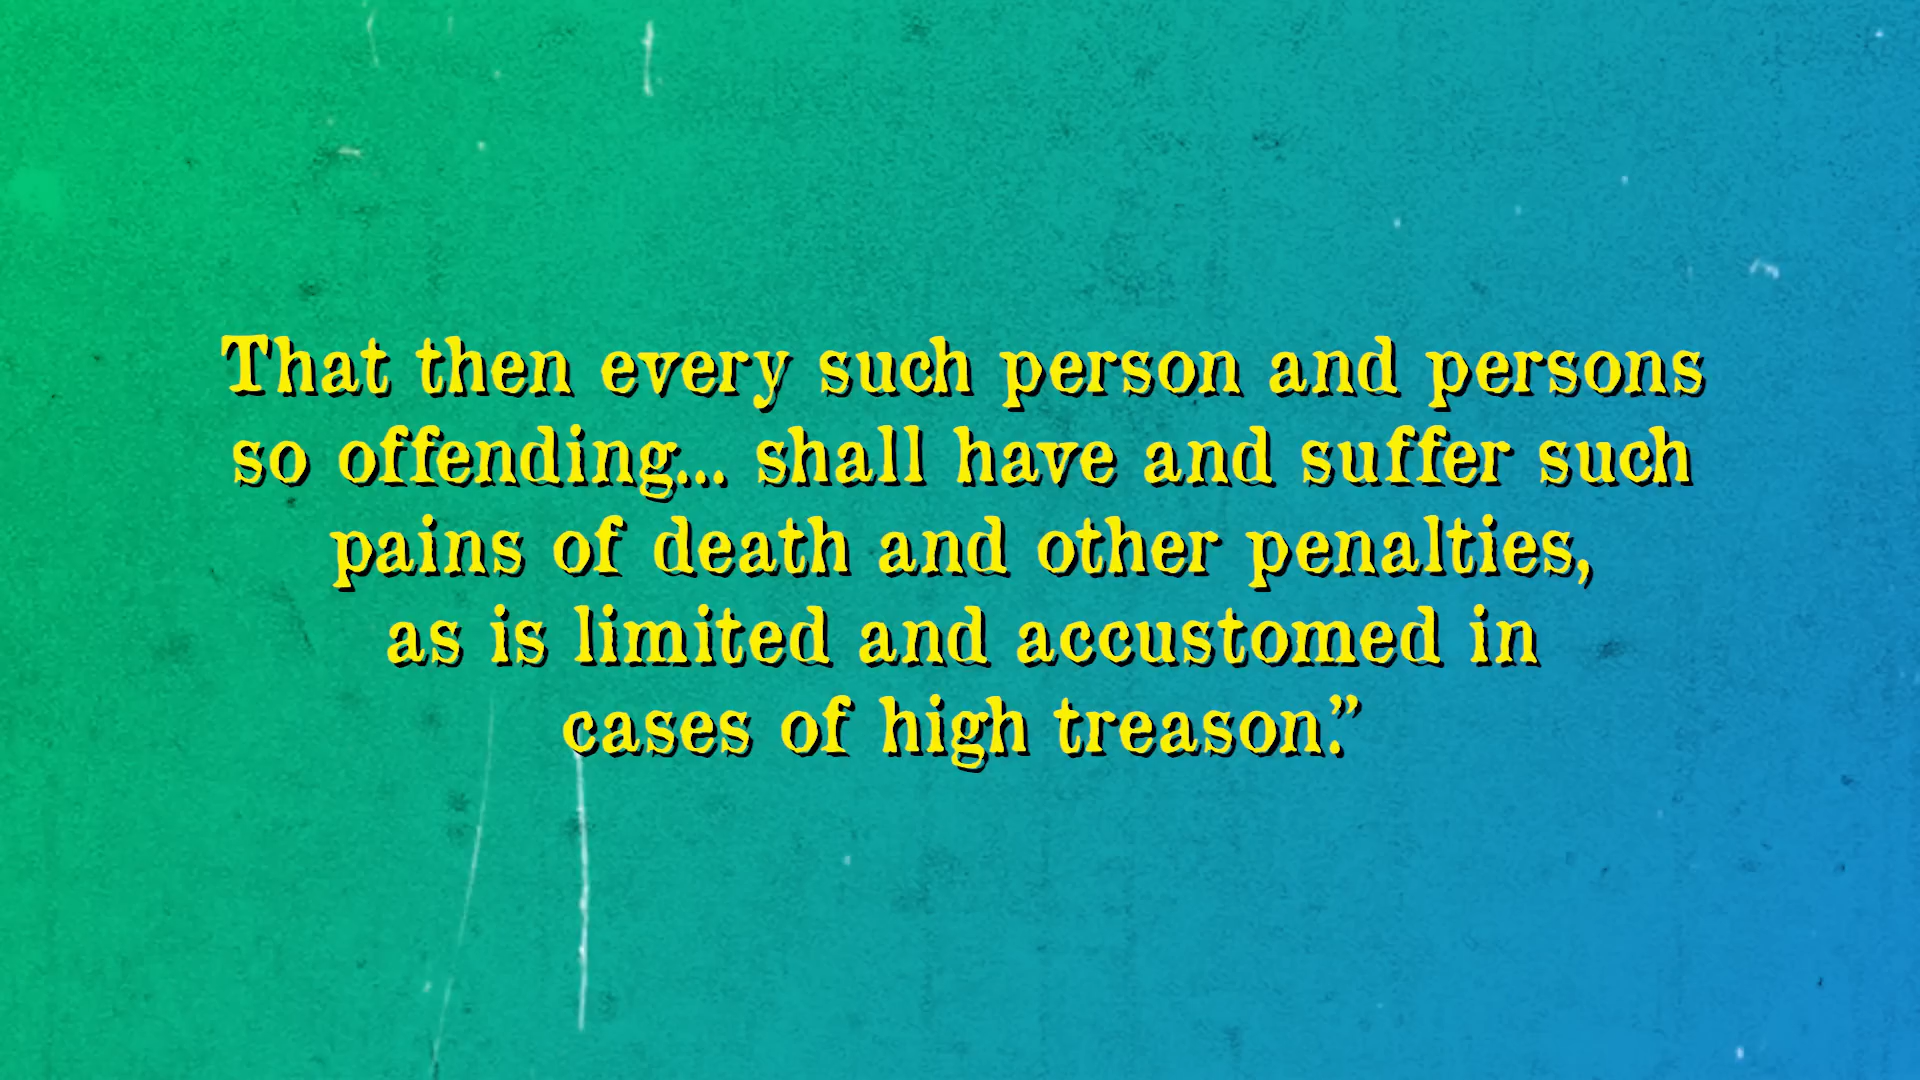 That then every such person and persons
so offending... shall have and suffer such
pains of death and other penalties,
as is limited and accustomed in
cases of high treason.”